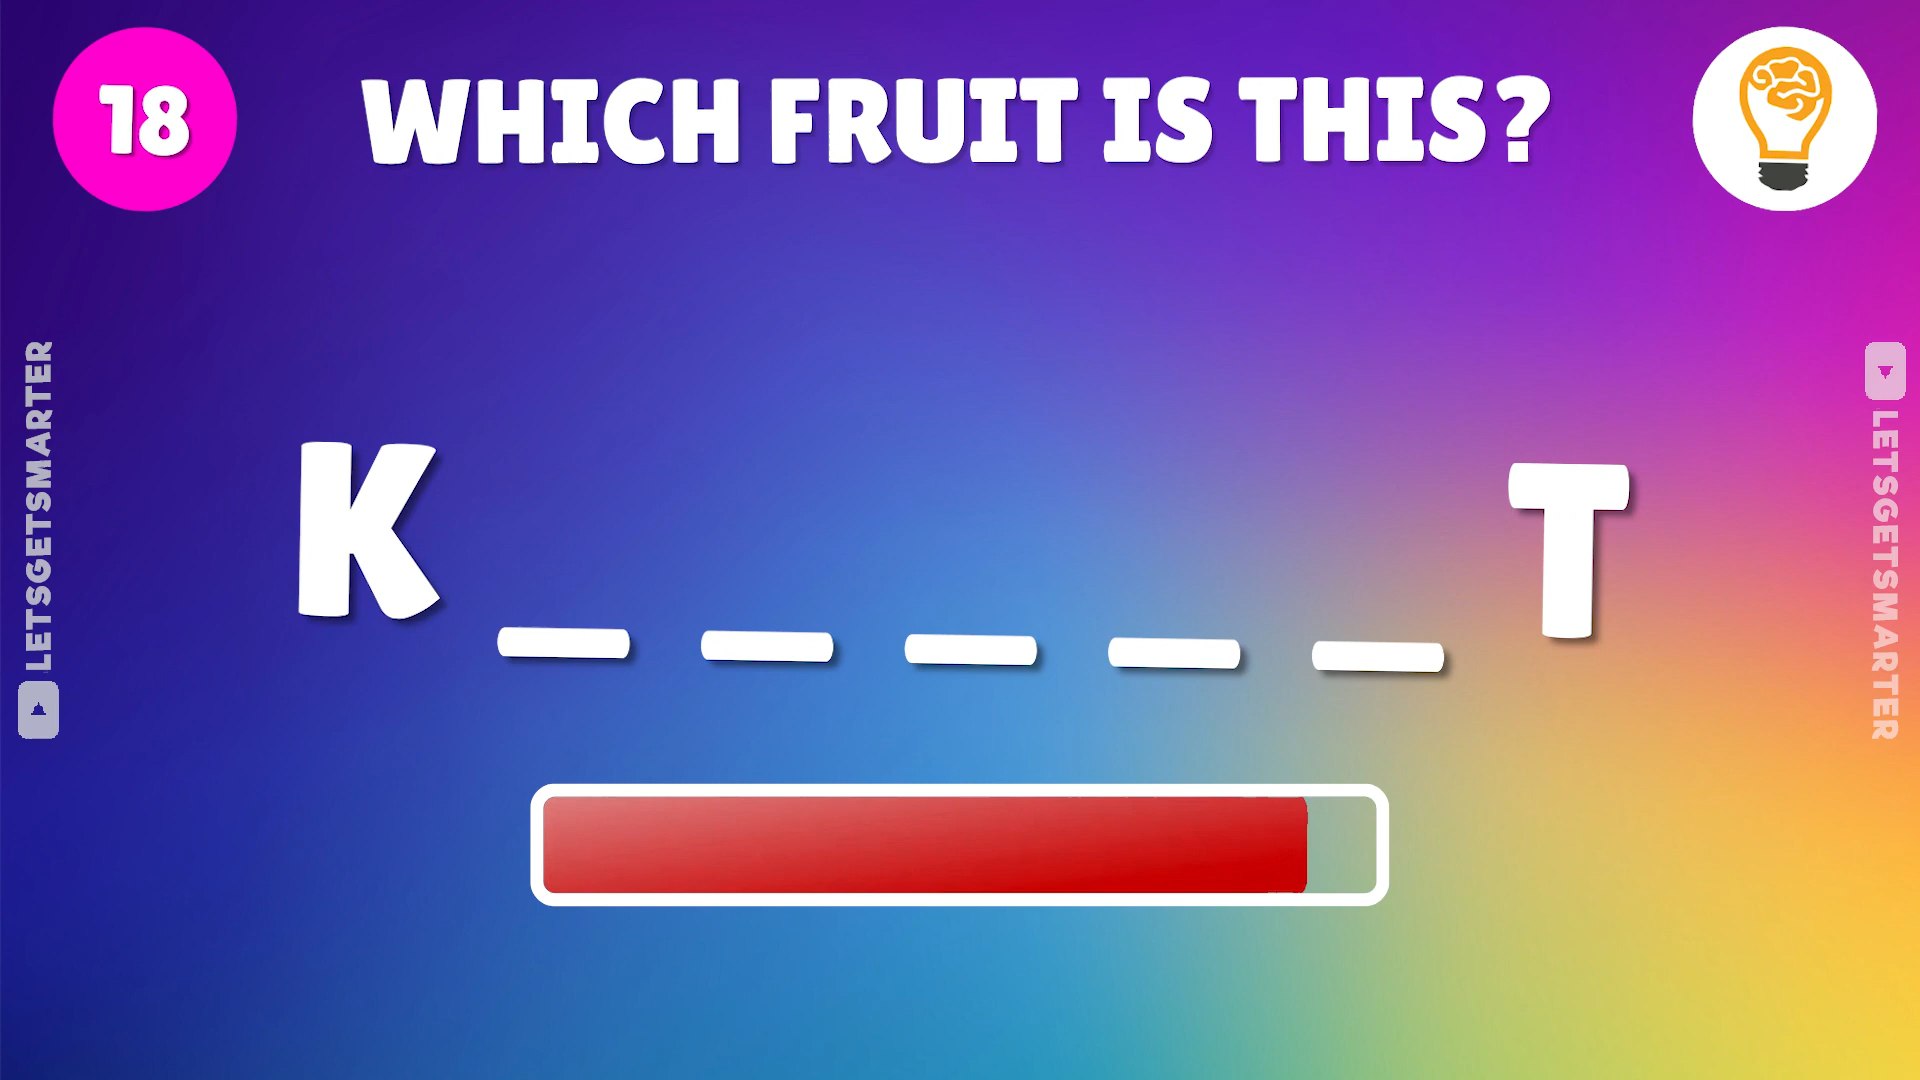 18
WHICH FRUIT IS THIS?
LETSGETSMARTER
K _ _ _ _ _ T
LETSGETSMARTER